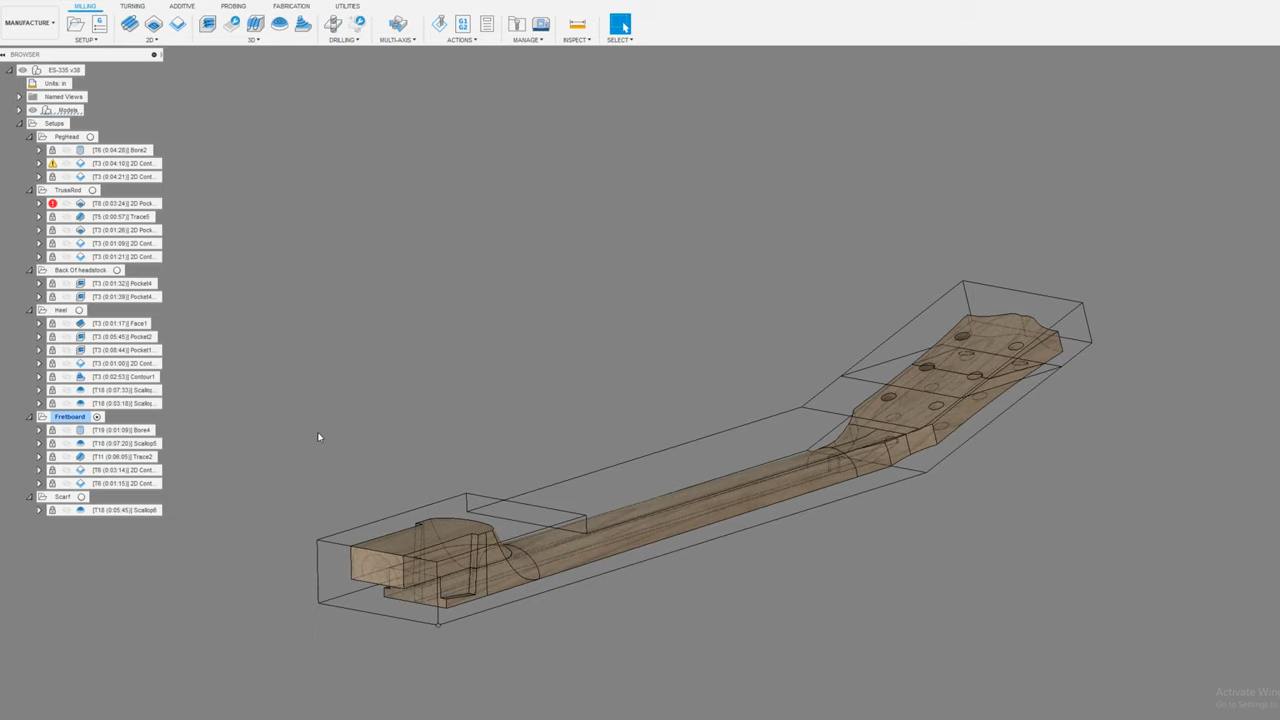 MILLING TURNING ADDITIVE PROBING FABRICATION UTILITIES
MANUFACTURE
G
G1
G2
SETUP 2D 3D DRILLING MULTI-AXIS ACTIONS MANAGE INSPECT SELECT
BROWSER
ES-335 v38
Units: in
Named Views
Models
Setups
PegHead
[T6 (0:04:28)] Bore2
[T3 (0:04:10)] 2D Cont...
[T3 (0:04:21)] 2D Cont...
TrussRod
[T8 (0:03:24)] 2D Pock...
[T5 (0:00:57)] Trace5
[T3 (0:01:28)] 2D Pock...
[T3 (0:01:09)] 2D Cont...
[T3 (0:01:21)] 2D Cont...
Back Of headstock
[T3 (0:01:32)] Pocket4
[T3 (0:01:39)] Pocket4...
Heel
[T3 (0:01:17)] Face1
[T3 (0:05:45)] Pocket2
[T3 (0:08:44)] Pocket1...
[T3 (0:01:00)] 2D Cont...
[T3 (0:02:53)] Contour1
[T18 (0:07:33)] Scallop...
[T18 (0:03:18)] Scallop...
Fretboard
[T19 (0:01:09)] Bore4
[T18 (0:07:20)] Scallop5
[T11 (0:06:05)] Trace2
[T6 (0:03:14)] 2D Cont...
[T6 (0:01:15)] 2D Cont...
Scarf
[T18 (0:05:45)] Scallop6
Activate Win
Go to Settings to